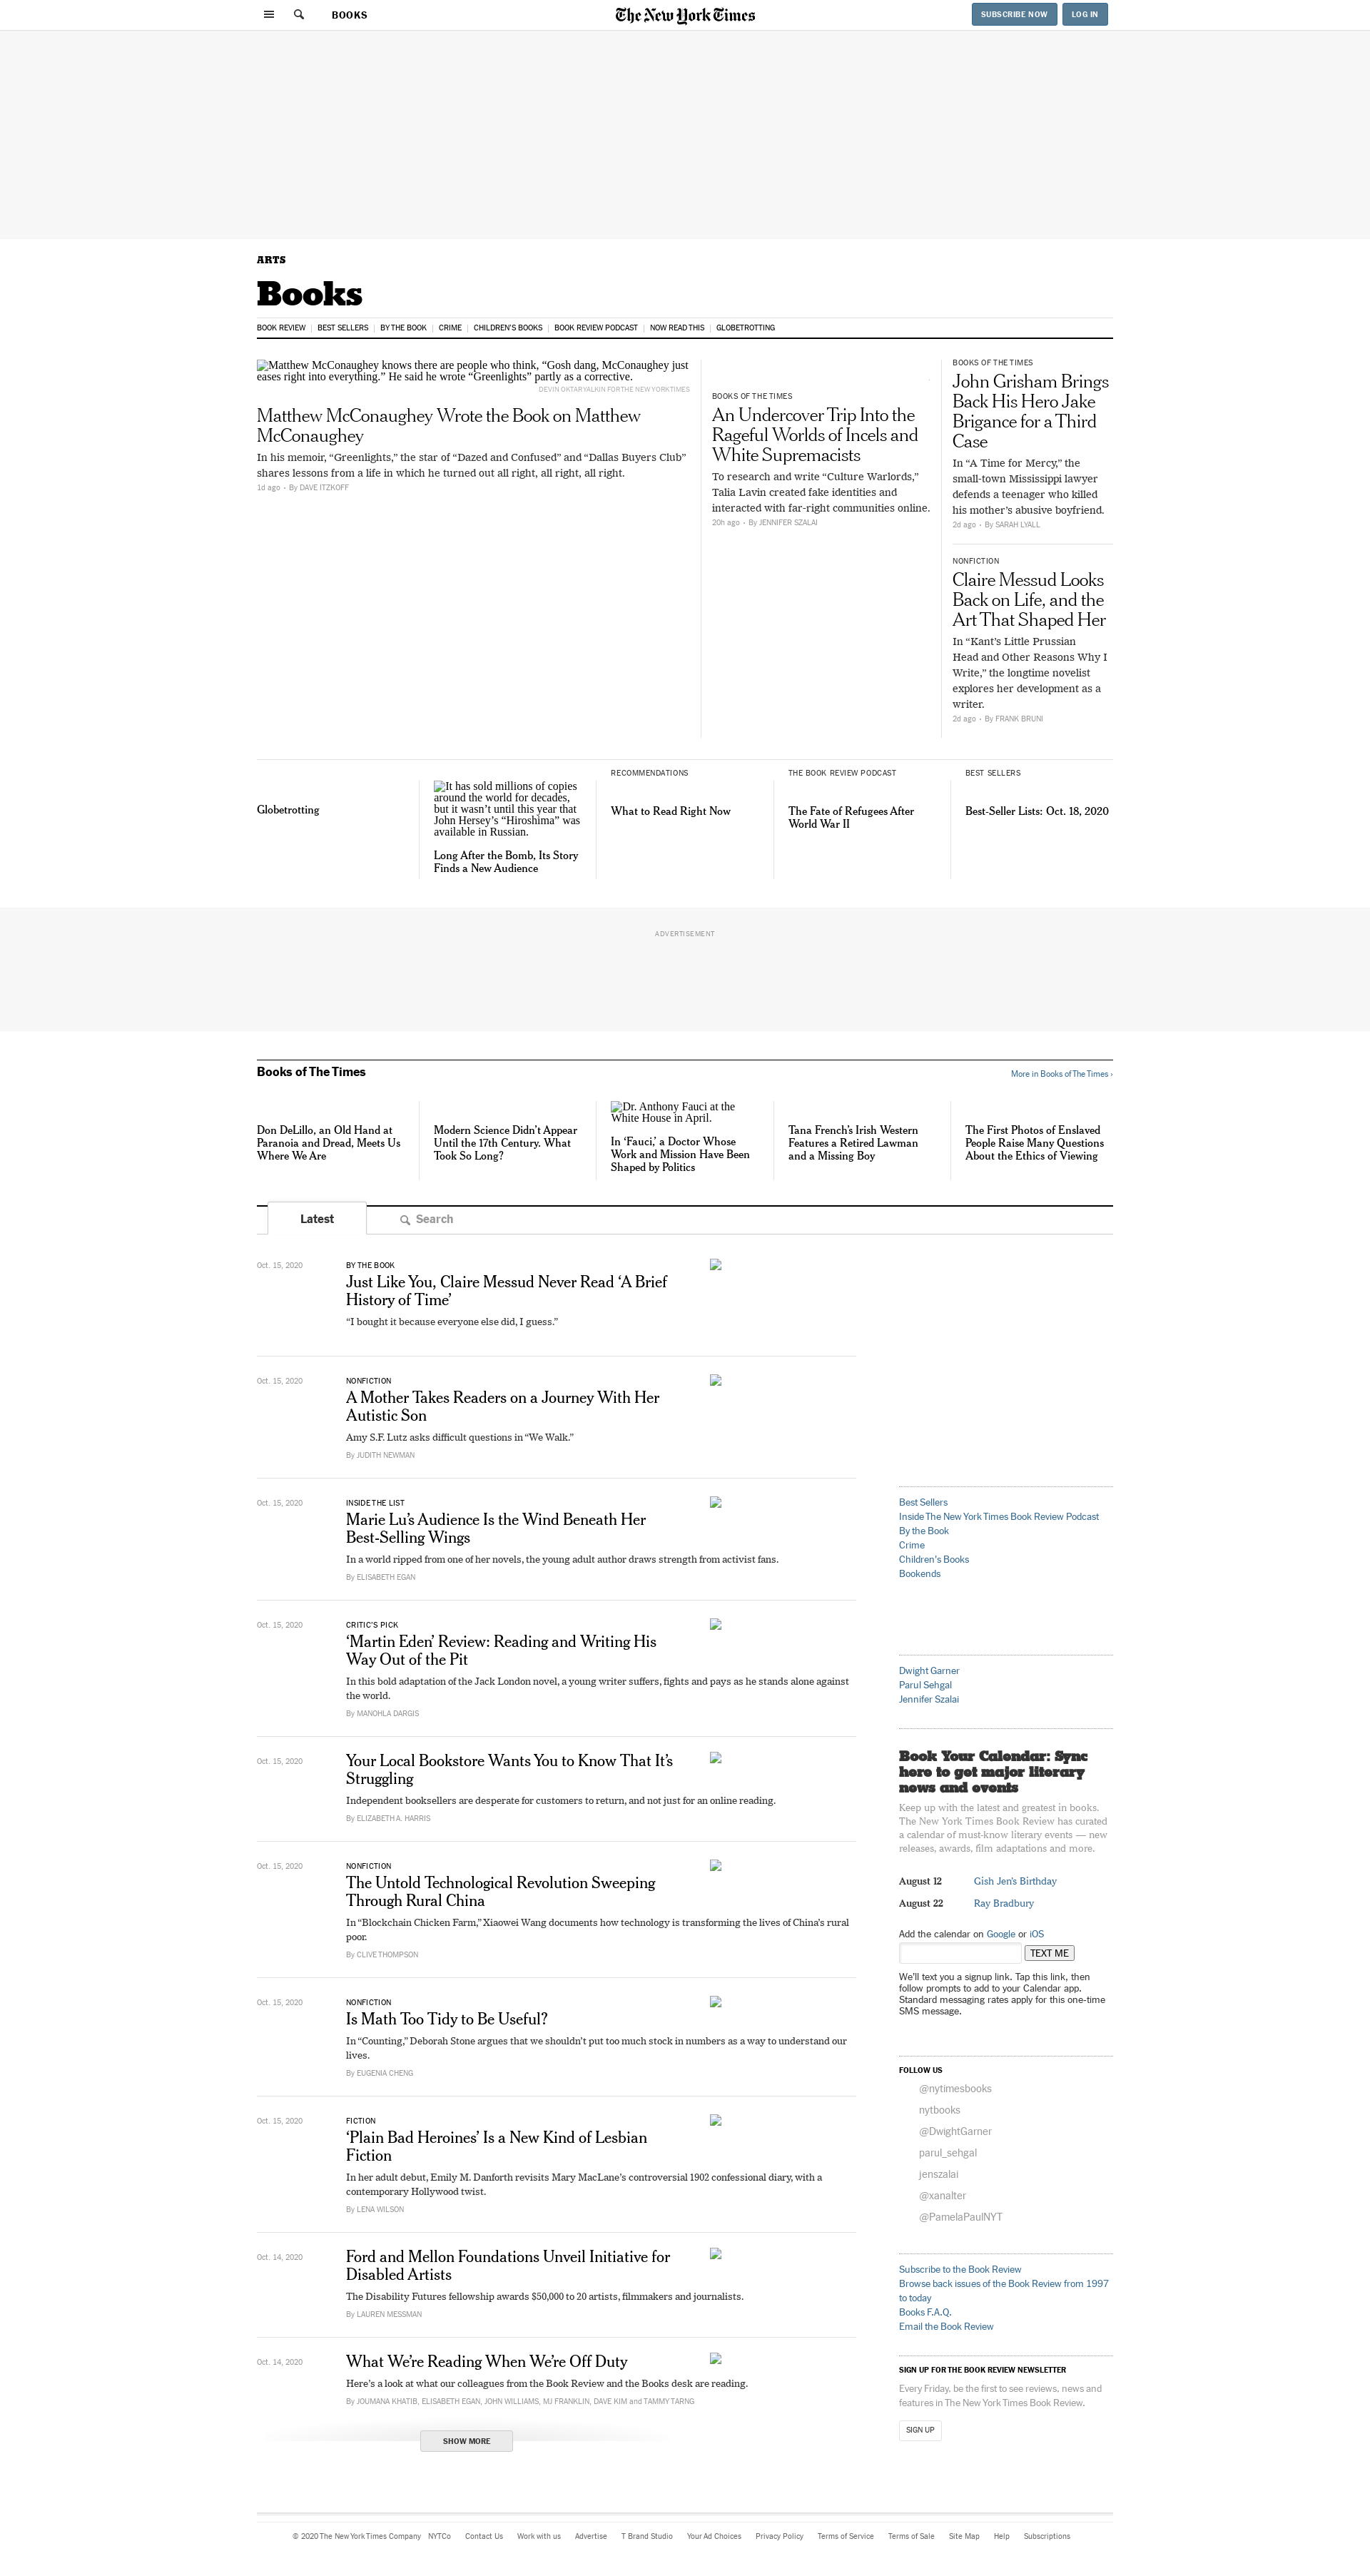 BOOKS
The New York Times
SUBSCRIBE NOW
LOG IN
ARTS
Books
BOOK REVIEW
BEST SELLERS
BY THE BOOK
CRIME
CHILDREN'S BOOKS
BOOK REVIEW PODCAST
NOW READ THIS
GLOBETROTTING
Matthew McConaughey knows there are people who think, “Gosh dang, McConaughey just
eases right into everything.” He said he wrote “Greenlights” partly as a corrective.
DEVIN OKTAR YALKIN FOR THE NEW YORK TIMES
Matthew McConaughey Wrote the Book on Matthew
McConaughey
In his memoir, “Greenlights,” the star of “Dazed and Confused” and “Dallas Buyers Club”
shares lessons from a life in which he turned out all right, all right, all right.
1d ago • By DAVE ITZKOFF
BOOKS OF THE TIMES
An Undercover Trip Into the
Rageful Worlds of Incels and
White Supremacists
To research and write “Culture Warlords,”
Talia Lavin created fake identities and
interacted with far-right communities online.
20h ago • By JENNIFER SZALAI
BOOKS OF THE TIMES
John Grisham Brings
Back His Hero Jake
Brigance for a Third
Case
In “A Time for Mercy,” the
small-town Mississippi lawyer
defends a teenager who killed
his mother’s abusive boyfriend.
2d ago • By SARAH LYALL
NONFICTION
Claire Messud Looks
Back on Life, and the
Art That Shaped Her
In “Kant’s Little Prussian
Head and Other Reasons Why I
Write,” the longtime novelist
explores her development as a
writer.
2d ago • By FRANK BRUNI
Globetrotting
It has sold millions of copies
around the world for decades,
but it wasn’t until this year that
John Hersey’s “Hiroshima” was
available in Russian.
Long After the Bomb, Its Story
Finds a New Audience
RECOMMENDATIONS
What to Read Right Now
THE BOOK REVIEW PODCAST
The Fate of Refugees After
World War II
BEST SELLERS
Best-Seller Lists: Oct. 18, 2020
ADVERTISEMENT
Books of The Times
More in Books of The Times ›
Don DeLillo, an Old Hand at
Paranoia and Dread, Meets Us
Where We Are
Modern Science Didn’t Appear
Until the 17th Century. What
Took So Long?
Dr. Anthony Fauci at the
White House in April.
In ‘Fauci,’ a Doctor Whose
Work and Mission Have Been
Shaped by Politics
Tana French’s Irish Western
Features a Retired Lawman
and a Missing Boy
The First Photos of Enslaved
People Raise Many Questions
About the Ethics of Viewing
Latest
Search
Oct. 15, 2020
BY THE BOOK
Just Like You, Claire Messud Never Read ‘A Brief
History of Time’
“I bought it because everyone else did, I guess.”
Oct. 15, 2020
NONFICTION
A Mother Takes Readers on a Journey With Her
Autistic Son
Amy S.F. Lutz asks difficult questions in “We Walk.”
By JUDITH NEWMAN
Oct. 15, 2020
INSIDE THE LIST
Marie Lu’s Audience Is the Wind Beneath Her
Best-Selling Wings
In a world ripped from one of her novels, the young adult author draws strength from activist fans.
By ELISABETH EGAN
Oct. 15, 2020
CRITIC’S PICK
‘Martin Eden’ Review: Reading and Writing His
Way Out of the Pit
In this bold adaptation of the Jack London novel, a young writer suffers, fights and pays as he stands alone against
the world.
By MANOHLA DARGIS
Oct. 15, 2020
Your Local Bookstore Wants You to Know That It’s
Struggling
Independent booksellers are desperate for customers to return, and not just for an online reading.
By ELIZABETH A. HARRIS
Oct. 15, 2020
NONFICTION
The Untold Technological Revolution Sweeping
Through Rural China
In “Blockchain Chicken Farm,” Xiaowei Wang documents how technology is transforming the lives of China’s rural
poor.
By CLIVE THOMPSON
Oct. 15, 2020
NONFICTION
Is Math Too Tidy to Be Useful?
In “Counting,” Deborah Stone argues that we shouldn’t put too much stock in numbers as a way to understand our
lives.
By EUGENIA CHENG
Oct. 15, 2020
FICTION
‘Plain Bad Heroines’ Is a New Kind of Lesbian
Fiction
In her adult debut, Emily M. Danforth revisits Mary MacLane’s controversial 1902 confessional diary, with a
contemporary Hollywood twist.
By LENA WILSON
Oct. 14, 2020
Ford and Mellon Foundations Unveil Initiative for
Disabled Artists
The Disability Futures fellowship awards $50,000 to 20 artists, filmmakers and journalists.
By LAUREN MESSMAN
Oct. 14, 2020
What We’re Reading When We’re Off Duty
Here’s a look at what our colleagues from the Book Review and the Books desk are reading.
By JOUMANA KHATIB, ELISABETH EGAN, JOHN WILLIAMS, MJ FRANKLIN, DAVE KIM and TAMMY TARNG
SHOW MORE
Best Sellers
Inside The New York Times Book Review Podcast
By the Book
Crime
Children’s Books
Bookends
Dwight Garner
Parul Sehgal
Jennifer Szalai
Book Your Calendar: Sync
here to get major literary
news and events
Keep up with the latest and greatest in books.
The New York Times Book Review has curated
a calendar of must-know literary events — new
releases, awards, film adaptations and more.
August 12 Gish Jen's Birthday
August 22 Ray Bradbury
Add the calendar on Google or iOS
TEXT ME
We’ll text you a signup link. Tap this link, then
follow prompts to add to your Calendar app.
Standard messaging rates apply for this one-time
SMS message.
FOLLOW US
@nytimesbooks
nytbooks
@DwightGarner
parul_sehgal
jenszalai
@xanalter
@PamelaPaulNYT
Subscribe to the Book Review
Browse back issues of the Book Review from 1997
to today
Books F.A.Q.
Email the Book Review
SIGN UP FOR THE BOOK REVIEW NEWSLETTER
Every Friday, be the first to see reviews, news and
features in The New York Times Book Review.
SIGN UP
© 2020 The New York Times Company NYTCo Contact Us Work with us Advertise T Brand Studio Your Ad Choices Privacy Policy Terms of Service Terms of Sale Site Map Help Subscriptions